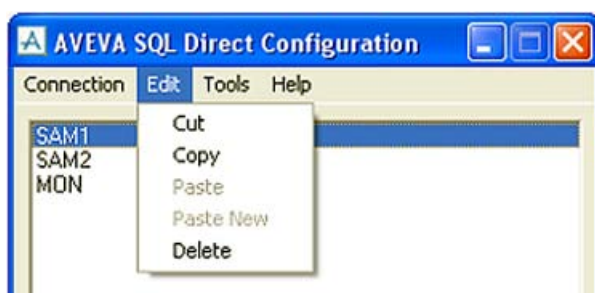 AVEVA SQL Direct Configuration
Connection Edit Tools Help
SAM1
SAM2
MON
Cut
Copy
Paste
Paste New
Delete